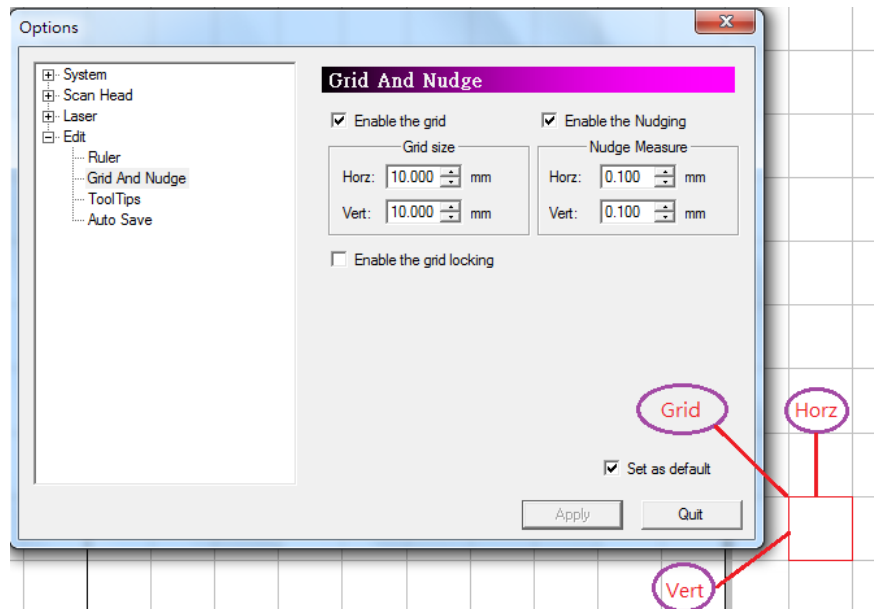 Options
System
Scan Head
Laser
Edit
Ruler
Grid And Nudge
ToolTips
Auto Save
Grid And Nudge
Enable the grid
Enable the Nudging
Grid size
Nudge Measure
Horz: 10.000 mm
Horz: 0.100 mm
Vert: 10.000 mm
Vert: 0.100 mm
Enable the grid locking
Grid
Horz
Set as default
Apply
Quit
Vert